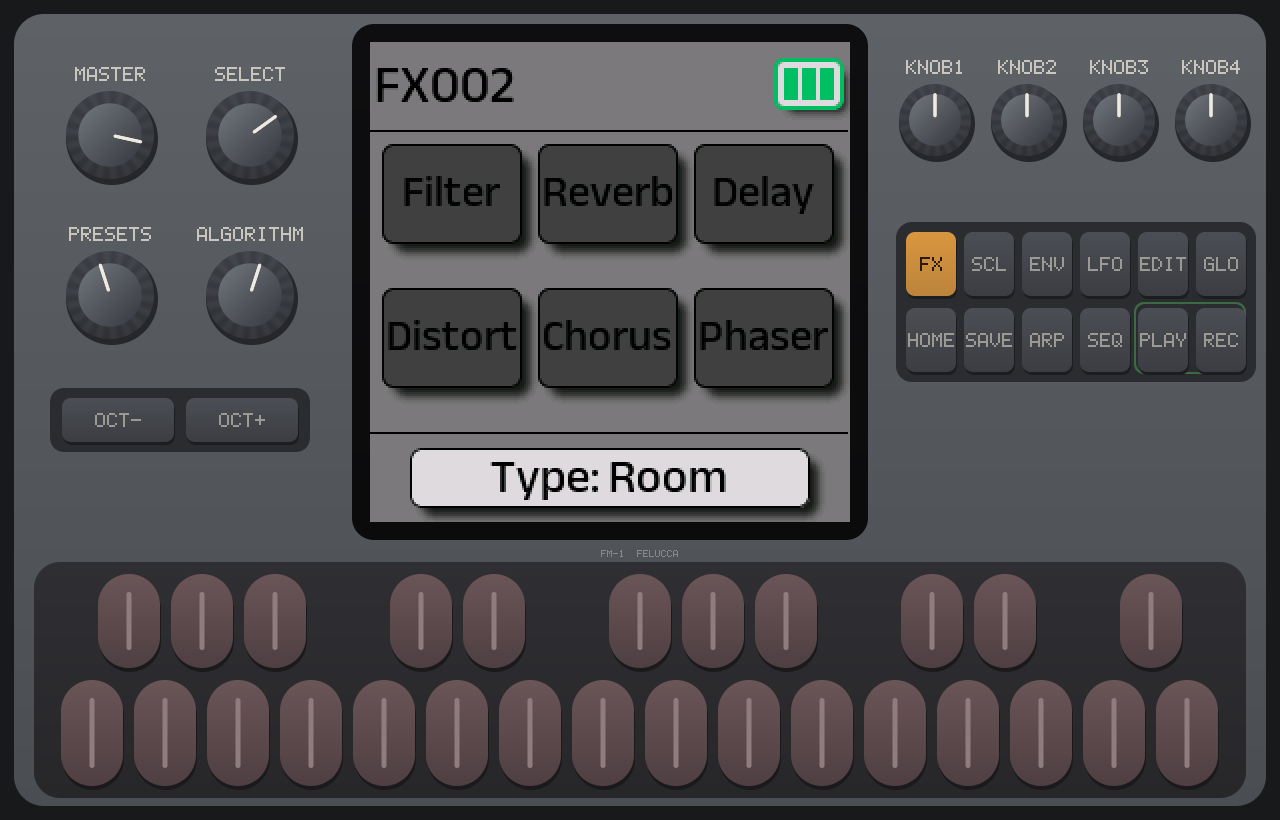 MASTER SELECT
PRESETS ALGORITHM
OCT- OCT+
FX002
Filter Reverb Delay
Distort Chorus Phaser
Type: Room
KNOB1 KNOB2 KNOB3 KNOB4
FX SCL ENV LFO EDIT GLO
HOME SAVE ARP SEQ PLAY REC
FM-1 FELUCCA